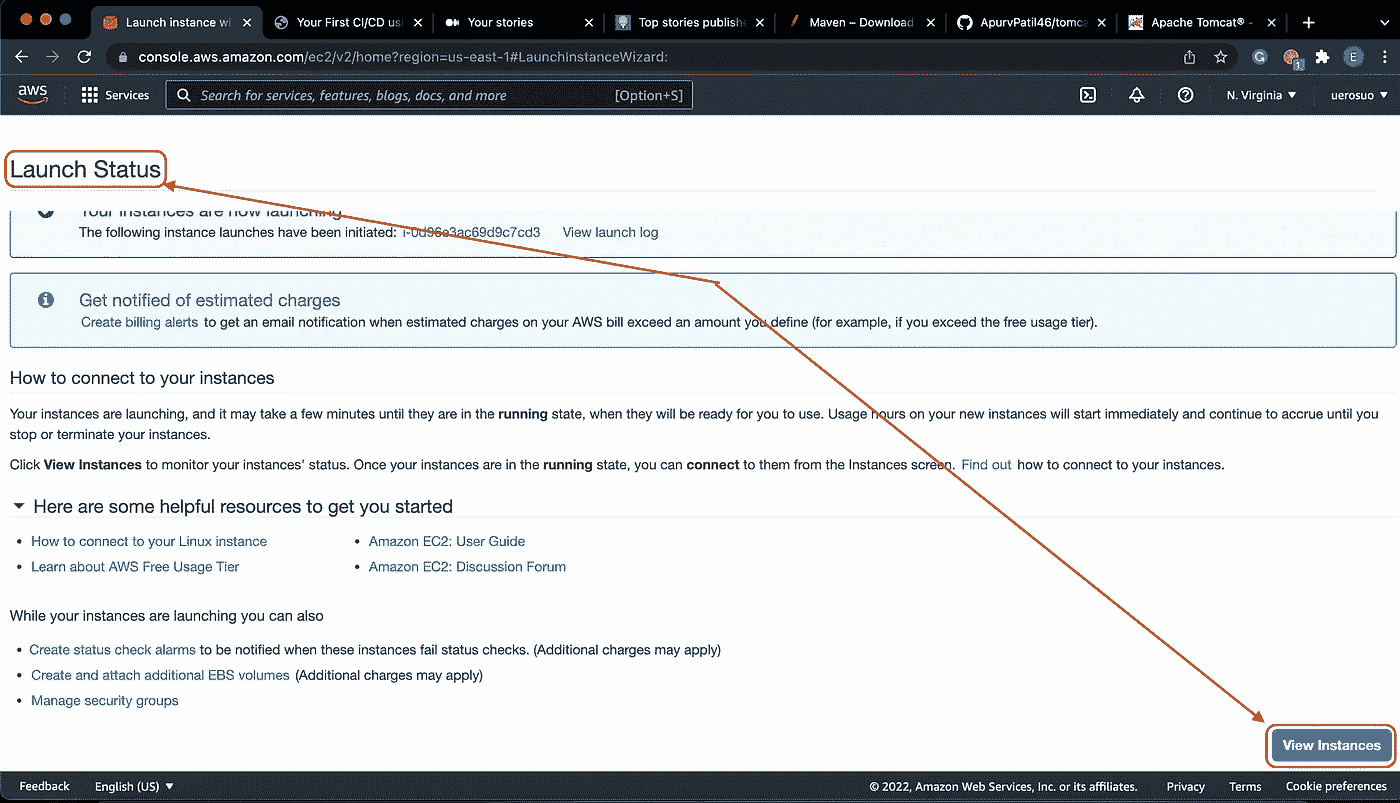 Launch instance wi
Your First CI/CD us
Your stories
Top stories publishe
Maven – Download
ApurvPatil46/tomca
Apache Tomcat® -
console.aws.amazon.com/ec2/v2/home?region=us-east-1#LaunchInstanceWizard:
G
1
E
aws
Services
Search for services, features, blogs, docs, and more
[Option+S]
N. Virginia
uerosuo
Launch Status
Your instances are now launching
The following instance launches have been initiated: i-0d96e3ac69d9c7cd3 View launch log
Get notified of estimated charges
Create billing alerts to get an email notification when estimated charges on your AWS bill exceed an amount you define (for example, if you exceed the free usage tier).
How to connect to your instances
Your instances are launching, and it may take a few minutes until they are in the running state, when they will be ready for you to use. Usage hours on your new instances will start immediately and continue to accrue until you
stop or terminate your instances.
Click View Instances to monitor your instances' status. Once your instances are in the running state, you can connect to them from the Instances screen. Find out how to connect to your instances.
Here are some helpful resources to get you started
• How to connect to your Linux instance
• Amazon EC2: User Guide
• Learn about AWS Free Usage Tier
• Amazon EC2: Discussion Forum
While your instances are launching you can also
• Create status check alarms to be notified when these instances fail status checks. (Additional charges may apply)
• Create and attach additional EBS volumes (Additional charges may apply)
• Manage security groups
View Instances
Feedback
English (US)
© 2022, Amazon Web Services, Inc. or its affiliates.
Privacy
Terms
Cookie preferences